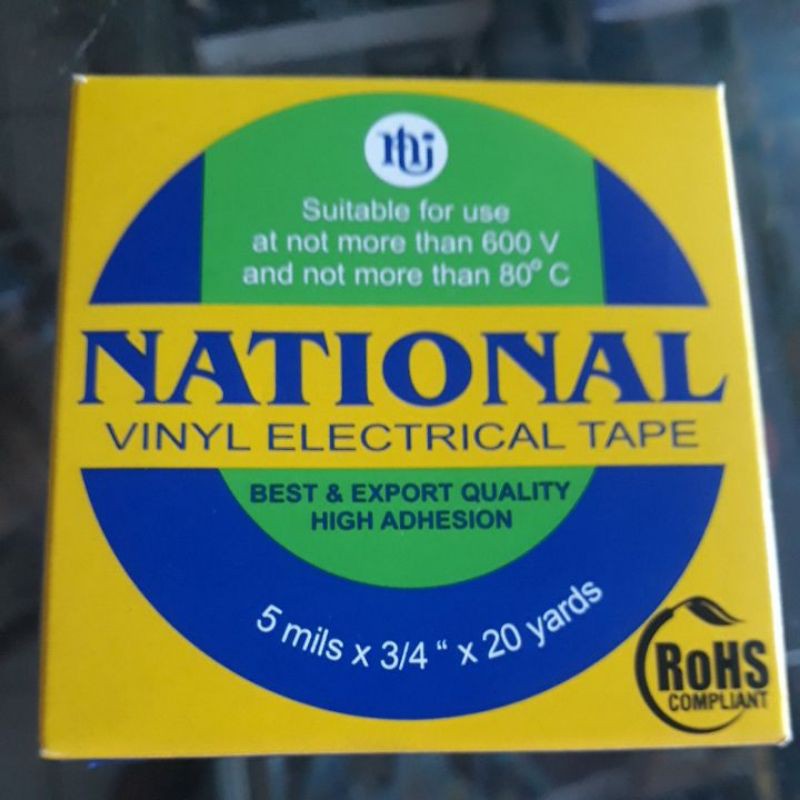 Suitable for use
at not more than 600 V
and not more than 80° C
NATIONAL
VINYL ELECTRICAL TAPE
BEST & EXPORT QUALITY
HIGH ADHESION
5 mils x 3/4 “ x 20 yards
RoHS
COMPLIANT